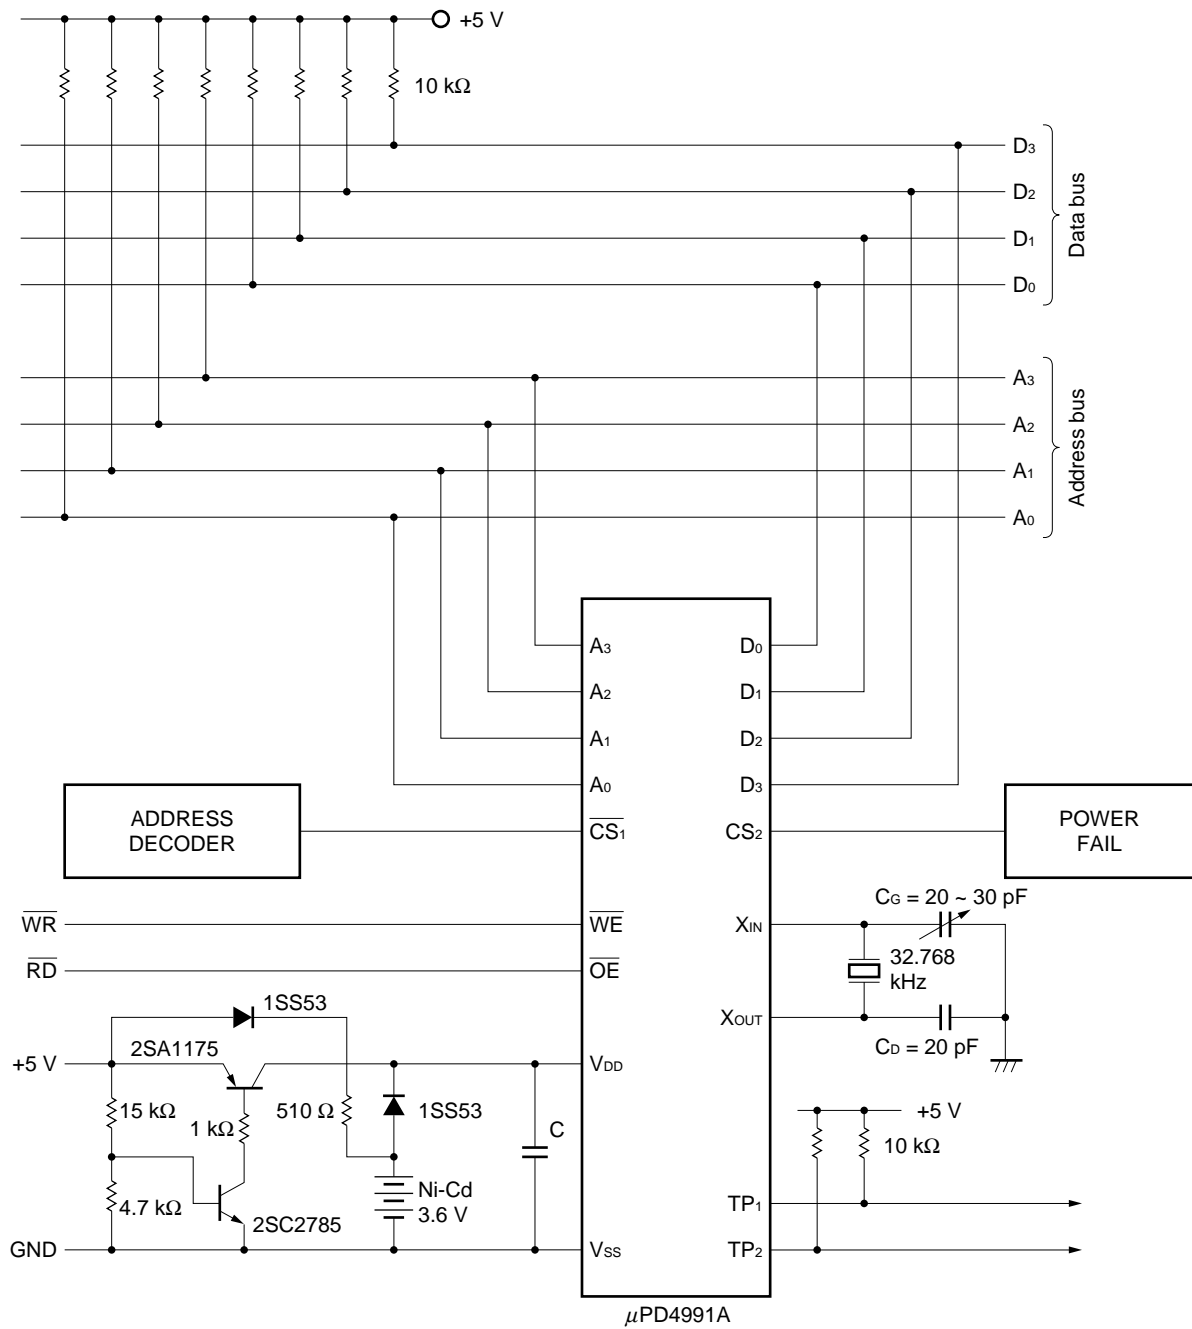 +5 V
10 kΩ
D3
D2
D1
D0
Data bus
A3
A2
A1
A0
Address bus
A3
A2
A1
A0
CS1
WE
OE
VDD
VSS
D0
D1
D2
D3
CS2
XIN
XOUT
TP1
TP2
ADDRESS
DECODER
POWER
FAIL
WR
RD
CG = 20 ~ 30 pF
32.768
kHz
CD = 20 pF
1SS53
+5 V
2SA1175
15 kΩ
1 kΩ
510 Ω
1SS53
C
4.7 kΩ
2SC2785
Ni-Cd
3.6 V
GND
+5 V
10 kΩ
μPD4991A